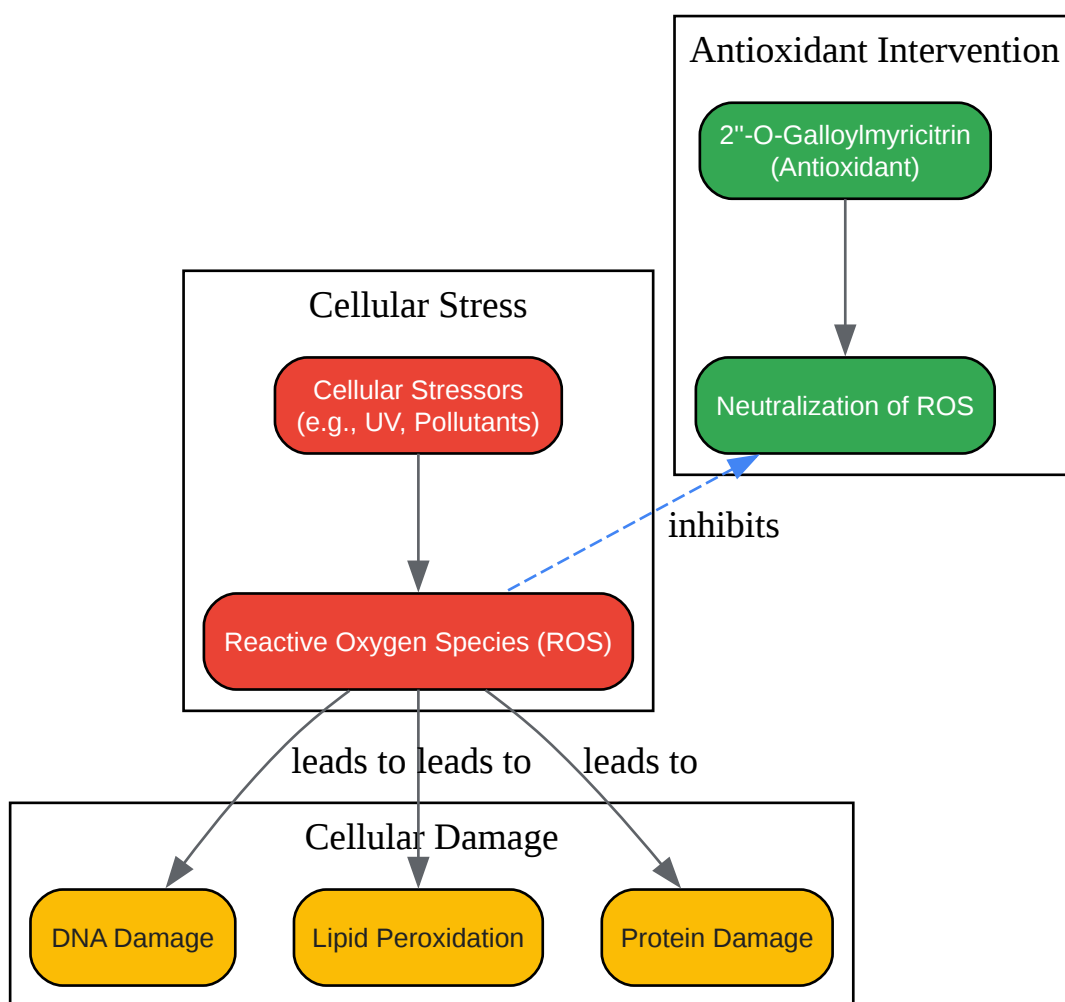 Antioxidant Intervention
2"-O-Galloylmyricitrin
(Antioxidant)
Cellular Stress
Cellular Stressors
(e.g., UV, Pollutants)
Neutralization of ROS
inhibits
Reactive Oxygen Species (ROS)
leads to
leads to
leads to
Cellular Damage
DNA Damage
Lipid Peroxidation
Protein Damage